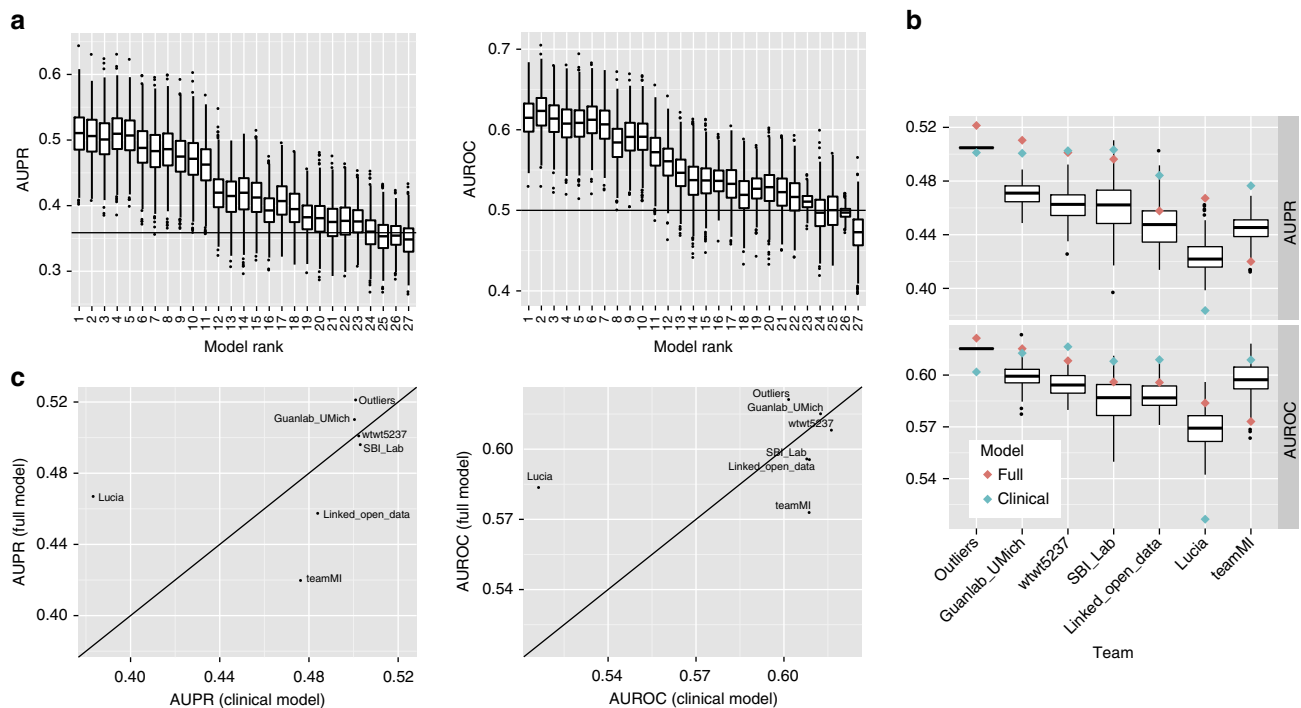 a
AUPR
0.6
0.5
0.4
0.3
1 2 3 4 5 6 7 8 9 10 11 12 13 14 15 16 17 18 19 20 21 22 23 24 25 26 27
Model rank
AUROC
0.7
0.6
0.5
0.4
1 2 3 4 5 6 7 8 9 10 11 12 13 14 15 16 17 18 19 20 21 22 23 24 25 26 27
Model rank
b
0.52
0.48
0.44
0.40
AUPR
0.60
0.57
0.54
AUROC
Model
Full
Clinical
Outliers
Guanlab_UMich
wtwt5237
SBI_Lab
Linked_open_data
Lucia
teamMI
Team
c
AUPR (full model)
0.52
0.48
0.44
0.40
Outliers
Guanlab_UMich
wtwt5237
SBI_Lab
Lucia
Linked_open_data
teamMI
0.40 0.44 0.48 0.52
AUPR (clinical model)
AUROC (full model)
0.60
0.57
0.54
Outliers
Guanlab_UMich
wtwt5237
SBI_Lab
Linked_open_data
Lucia
teamMI
0.54 0.57 0.60
AUROC (clinical model)